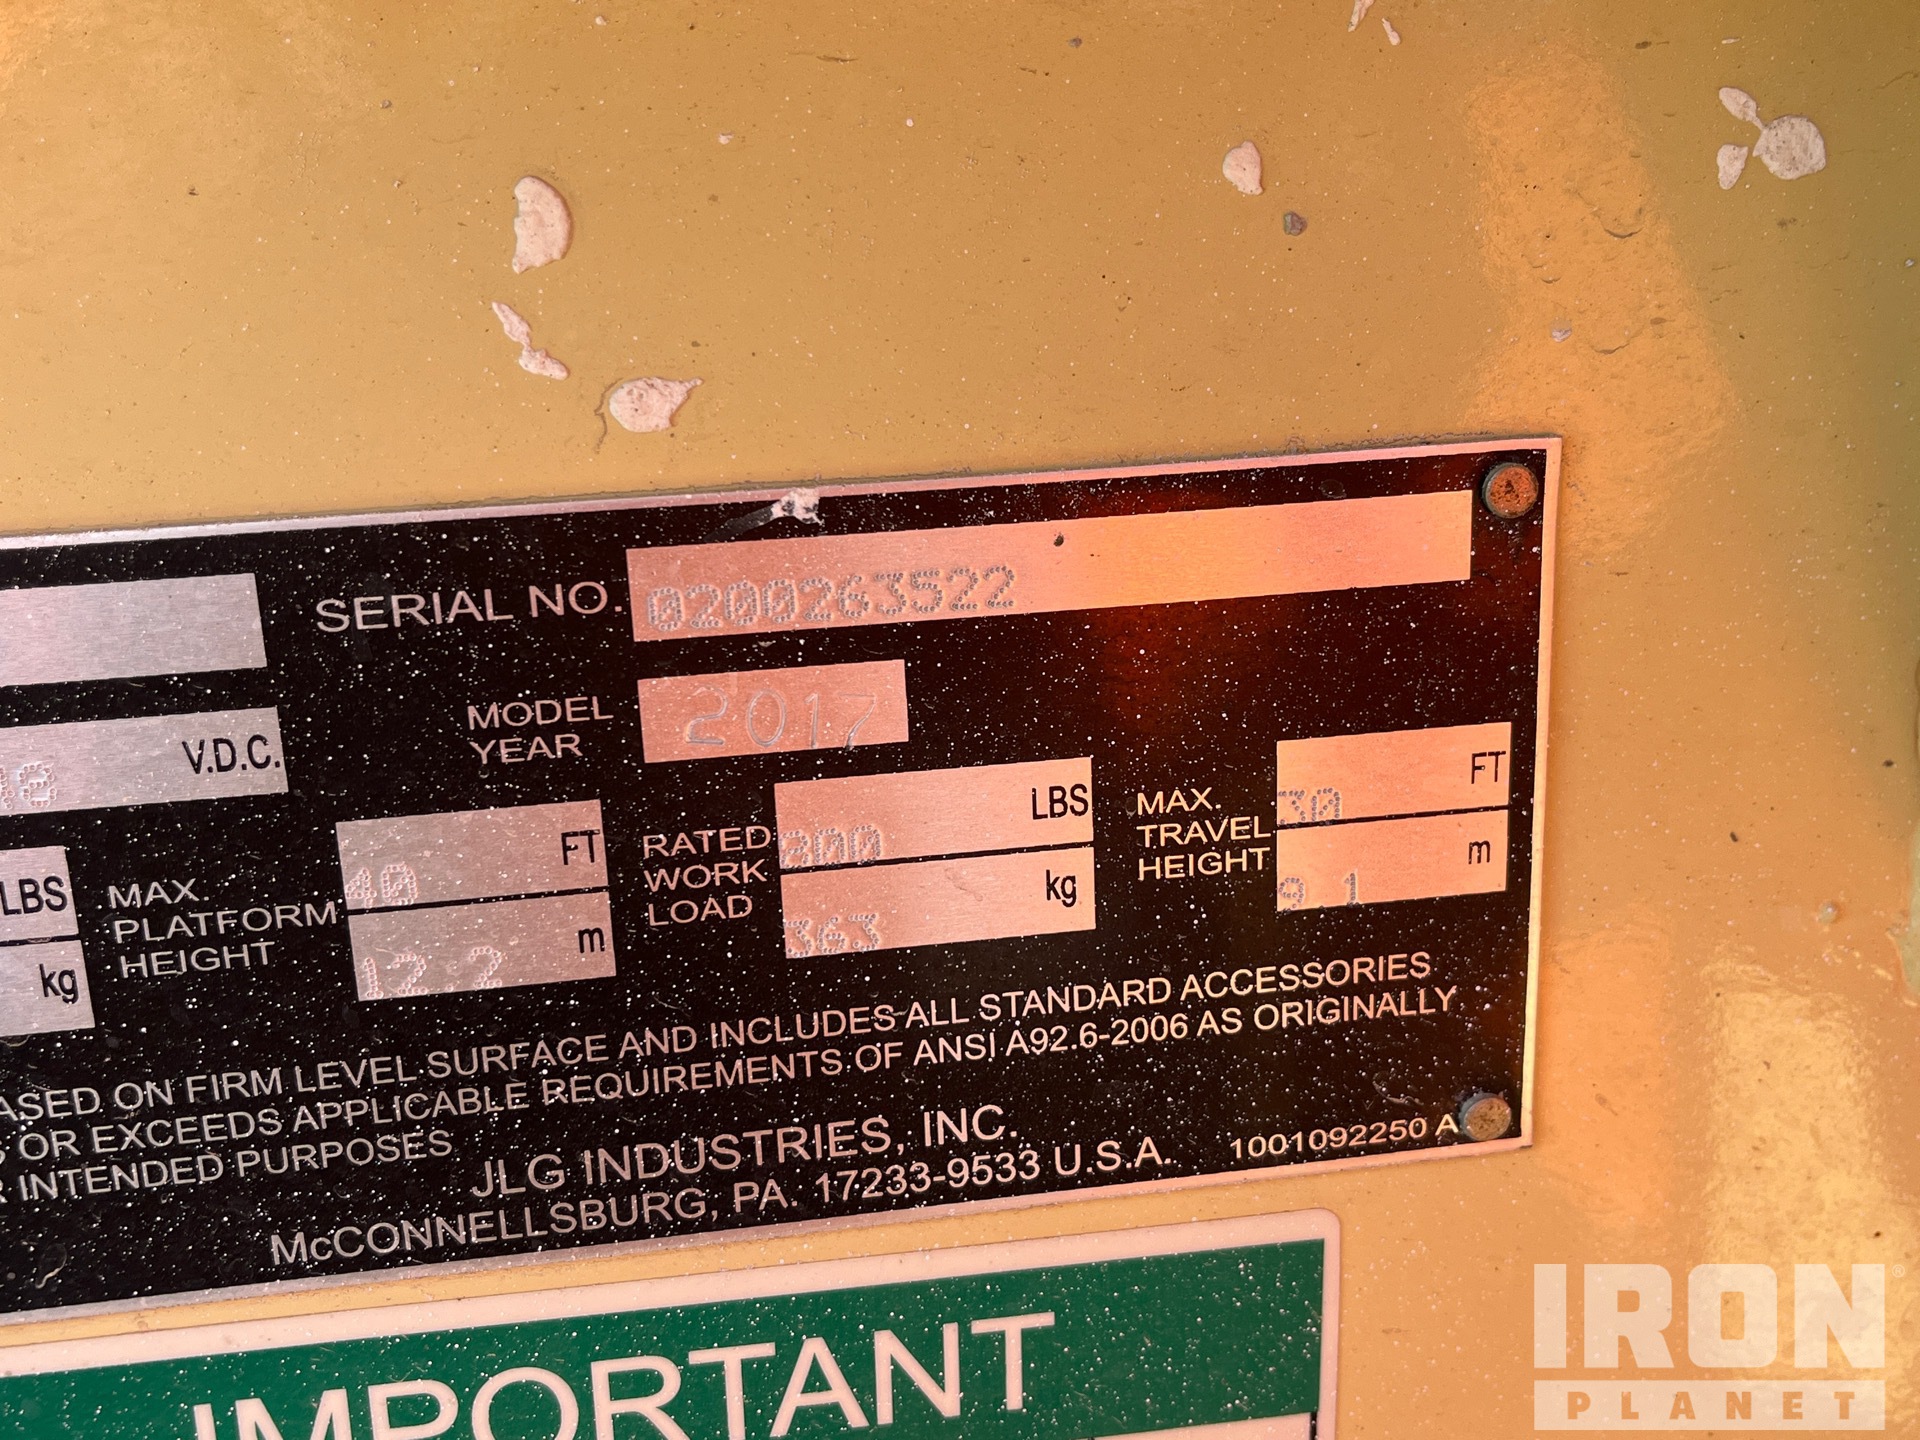 SERIAL NO. 0200263522
MODEL YEAR 2017
V.D.C.
LBS
kg
MAX. PLATFORM HEIGHT 40 FT
12.2 m
RATED WORK LOAD 800 LBS
363 kg
MAX. TRAVEL HEIGHT 30 FT
9.1 m
ASED ON FIRM LEVEL SURFACE AND INCLUDES ALL STANDARD ACCESSORIES
S OR EXCEEDS APPLICABLE REQUIREMENTS OF ANSI A92.6-2006 AS ORIGINALLY
R INTENDED PURPOSES
JLG INDUSTRIES, INC.
McCONNELLSBURG, PA. 17233-9533 U.S.A.
1001092250 A
IMPORTANT
IRON
PLANET